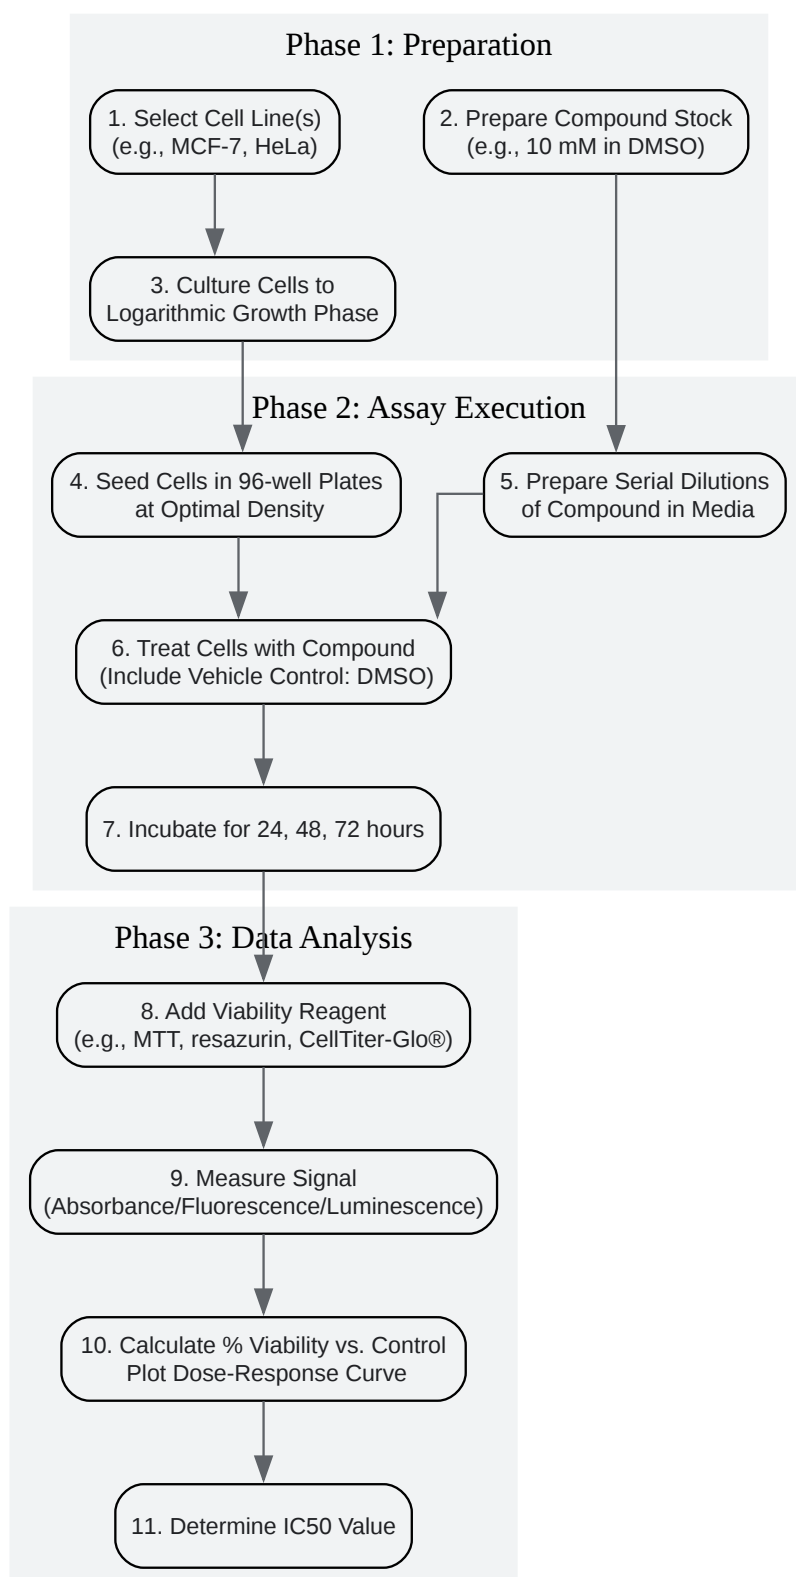 Phase 1: Preparation
1. Select Cell Line(s)
(e.g., MCF-7, HeLa)
2. Prepare Compound Stock
(e.g., 10 mM in DMSO)
3. Culture Cells to
Logarithmic Growth Phase
Phase 2: Assay Execution
4. Seed Cells in 96-well Plates
at Optimal Density
5. Prepare Serial Dilutions
of Compound in Media
6. Treat Cells with Compound
(Include Vehicle Control: DMSO)
7. Incubate for 24, 48, 72 hours
Phase 3: Data Analysis
8. Add Viability Reagent
(e.g., MTT, resazurin, CellTiter-Glo®)
9. Measure Signal
(Absorbance/Fluorescence/Luminescence)
10. Calculate % Viability vs. Control
Plot Dose-Response Curve
11. Determine IC50 Value